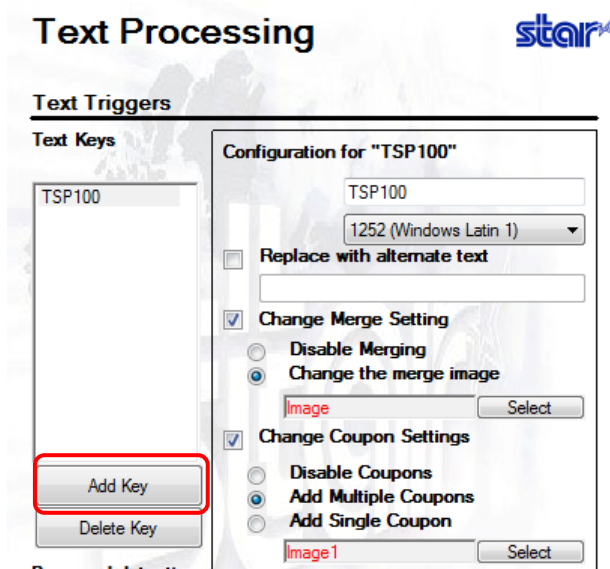 Text Processing
star
Text Triggers
Text Keys
TSP100
Add Key
Delete Key
Configuration for "TSP100"
TSP100
1252 (Windows Latin 1)
Replace with alternate text
Change Merge Setting
Disable Merging
Change the merge image
Image
Select
Change Coupon Settings
Disable Coupons
Add Multiple Coupons
Add Single Coupon
Image1
Select